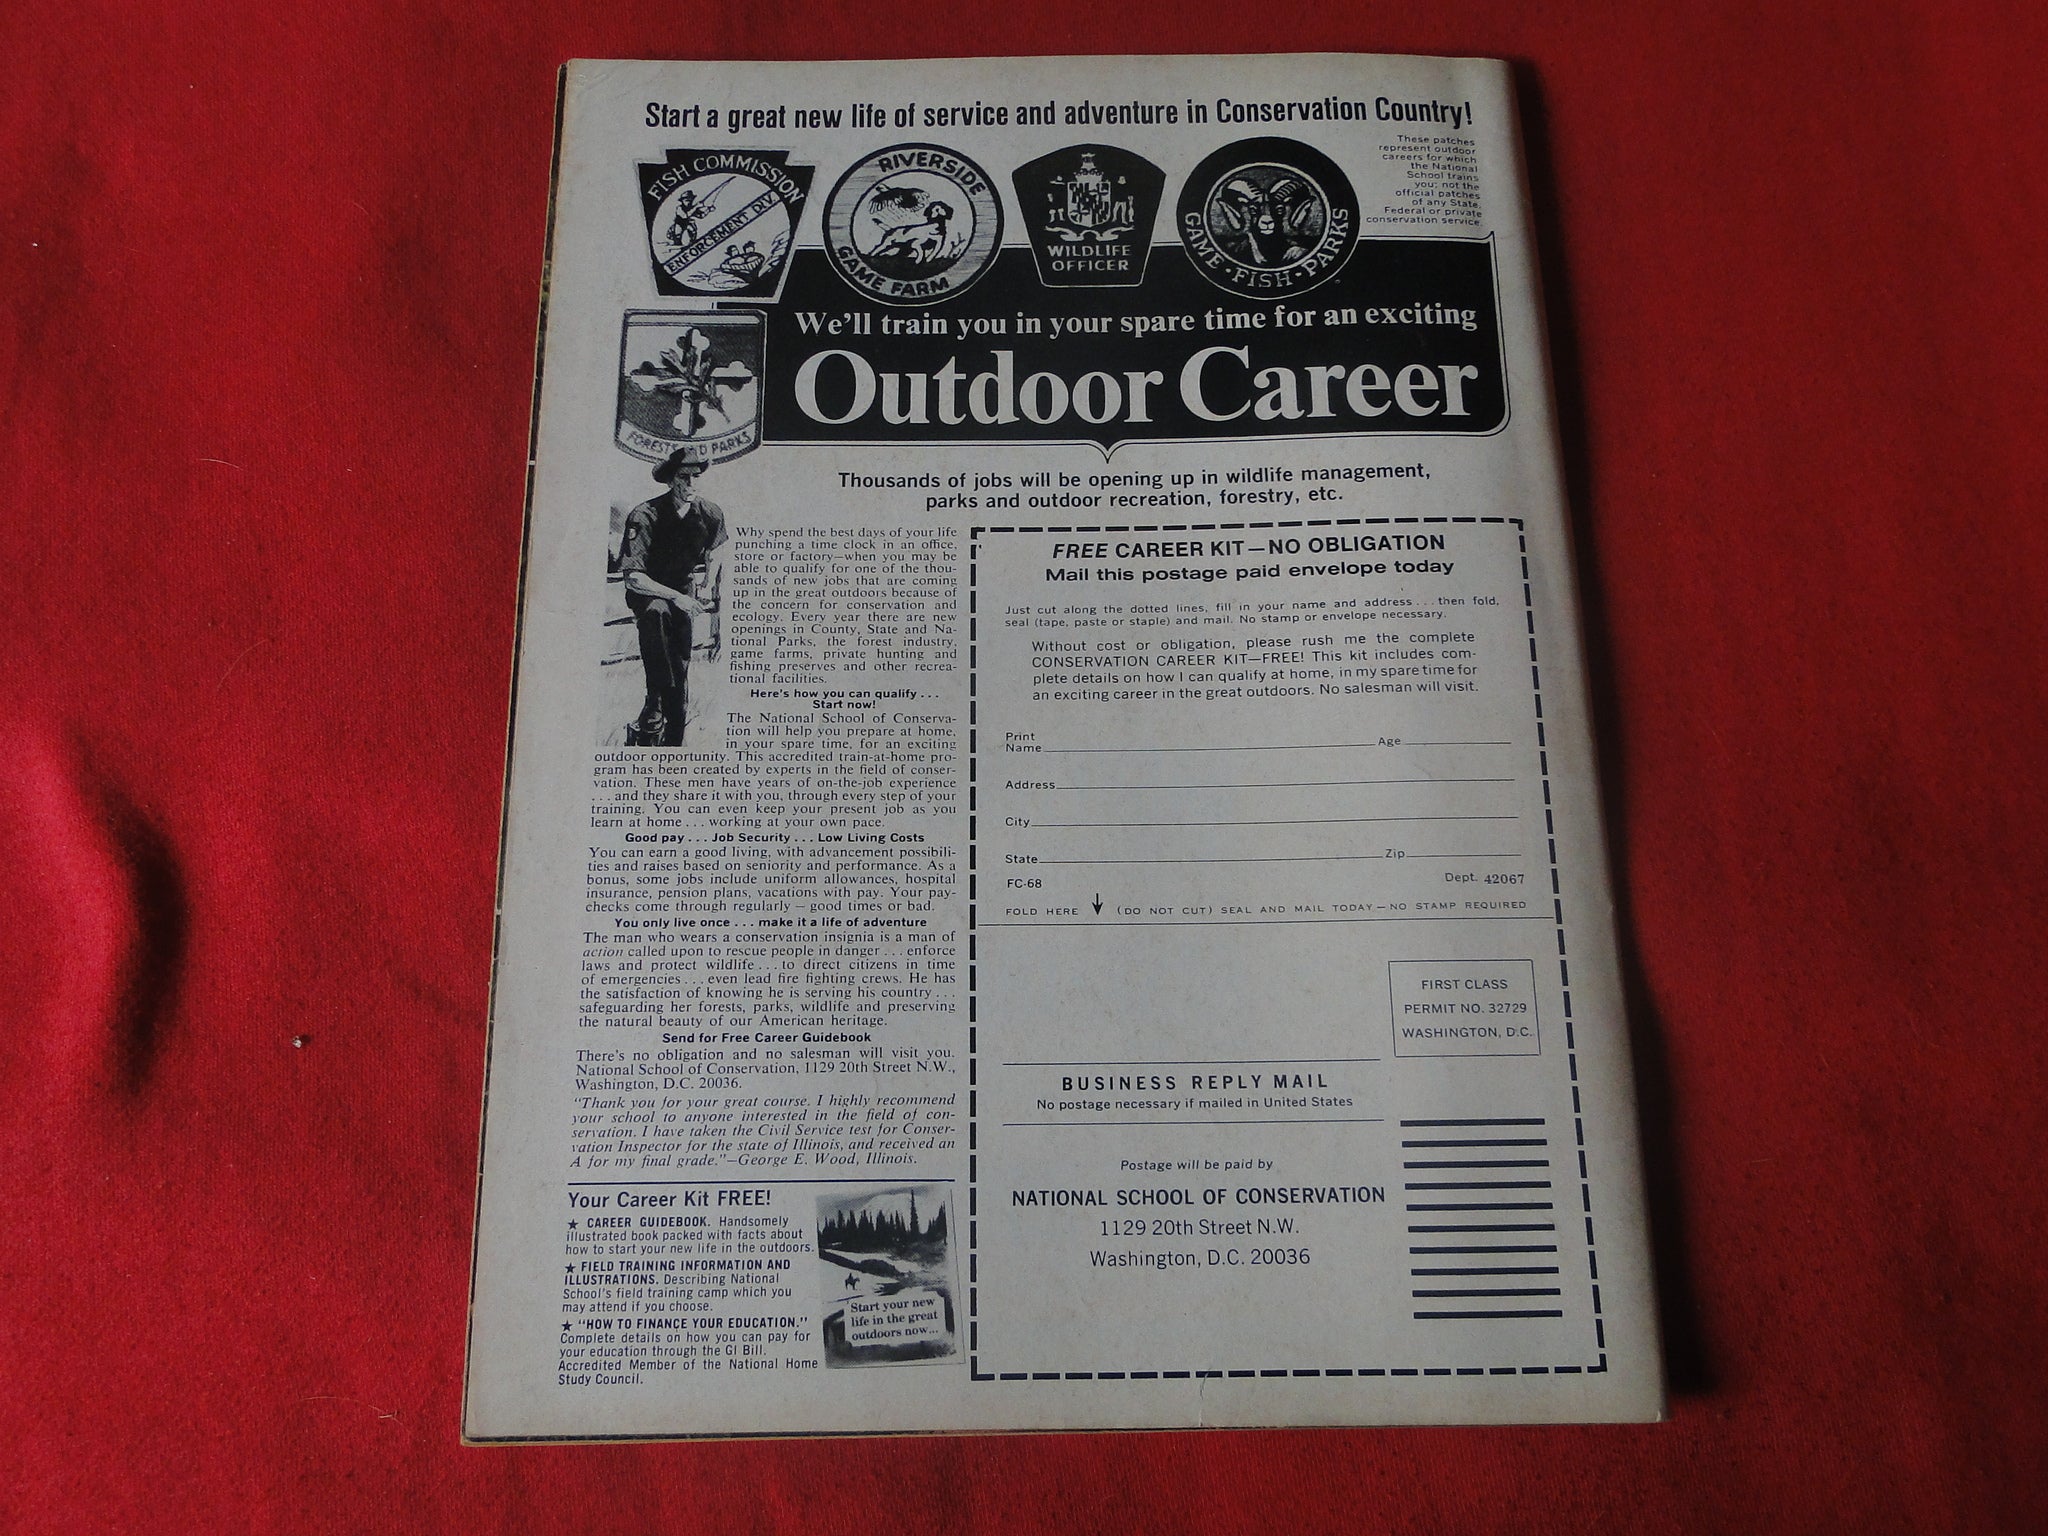 Start a great new life of service and adventure in Conservation Country!
These patches
represent outdoor
careers for which
the National
School trains
you; not the
official patches
of any State,
Federal or private
conservation service.
FISH COMMISSION
ENFORCEMENT DIV.
RIVERSIDE
GAME FARM
WILDLIFE
OFFICER
GAME · FISH · PARKS
FORESTS AND PARKS
We'll train you in your spare time for an exciting
Outdoor Career
Thousands of jobs will be opening up in wildlife management,
parks and outdoor recreation, forestry, etc.
Why spend the best days of your life
punching a time clock in an office,
store or factory—when you may be
able to qualify for one of the thou-
sands of new jobs that are coming
up in the great outdoors because of
the concern for conservation and
ecology. Every year there are new
openings in County, State and Na-
tional Parks, the forest industry,
game farms, private hunting and
fishing preserves and other recrea-
tional facilities.
Here's how you can qualify . . .
Start now!
The National School of Conserva-
tion will help you prepare at home,
in your spare time, for an exciting
outdoor opportunity. This accredited train-at-home pro-
gram has been created by experts in the field of conser-
vation. These men have years of on-the-job experience
. . . and they share it with you, through every step of your
training. You can even keep your present job as you
learn at home . . . working at your own pace.
Good pay . . . Job Security . . . Low Living Costs
You can earn a good living, with advancement possibili-
ties and raises based on seniority and performance. As a
bonus, some jobs include uniform allowances, hospital
insurance, pension plans, vacations with pay. Your pay-
checks come through regularly — good times or bad.
You only live once . . . make it a life of adventure
The man who wears a conservation insignia is a man of
action called upon to rescue people in danger . . . enforce
laws and protect wildlife . . . to direct citizens in time
of emergencies . . . even lead fire fighting crews. He has
the satisfaction of knowing he is serving his country . . .
safeguarding her forests, parks, wildlife and preserving
the natural beauty of our American heritage.
Send for Free Career Guidebook
There's no obligation and no salesman will visit you.
National School of Conservation, 1129 20th Street N.W.,
Washington, D.C. 20036.
"Thank you for your great course. I highly recommend
your school to anyone interested in the field of con-
servation. I have taken the Civil Service test for Conser-
vation Inspector for the state of Illinois, and received an
A for my final grade."—George E. Wood, Illinois.
Your Career Kit FREE!
★ CAREER GUIDEBOOK. Handsomely
illustrated book packed with facts about
how to start your new life in the outdoors.
★ FIELD TRAINING INFORMATION AND
ILLUSTRATIONS. Describing National
School's field training camp which you
may attend if you choose.
★ "HOW TO FINANCE YOUR EDUCATION."
Complete details on how you can pay for
your education through the GI Bill.
Accredited Member of the National Home
Study Council.
Start your new
life in the great
outdoors now...
FREE CAREER KIT—NO OBLIGATION
Mail this postage paid envelope today
Just cut along the dotted lines, fill in your name and address . . . then fold,
seal (tape, paste or staple) and mail. No stamp or envelope necessary.
Without cost or obligation, please rush me the complete
CONSERVATION CAREER KIT—FREE! This kit includes com-
plete details on how I can qualify at home, in my spare time for
an exciting career in the great outdoors. No salesman will visit.
Print
Name Age
Address
City
State Zip
FC-68 Dept. 42067
FOLD HERE ↓ (DO NOT CUT) SEAL AND MAIL TODAY — NO STAMP REQUIRED
FIRST CLASS
PERMIT NO. 32729
WASHINGTON, D.C.
BUSINESS REPLY MAIL
No postage necessary if mailed in United States
Postage will be paid by
NATIONAL SCHOOL OF CONSERVATION
1129 20th Street N.W.
Washington, D.C. 20036